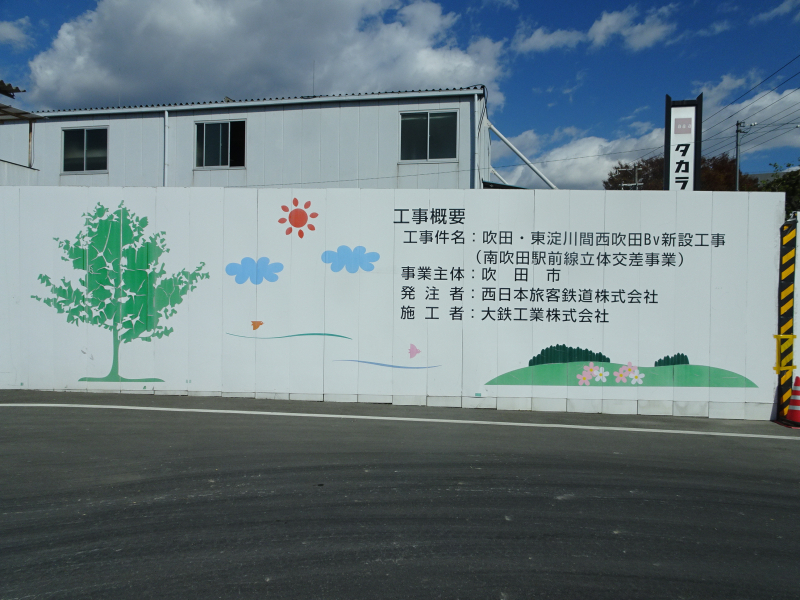 タカラ
工事概要
工事件名：吹田・東淀川間西吹田Bv新設工事
（南吹田駅前線立体交差事業）
事業主体：吹 田 市
発 注 者：西日本旅客鉄道株式会社
施 工 者：大鉄工業株式会社